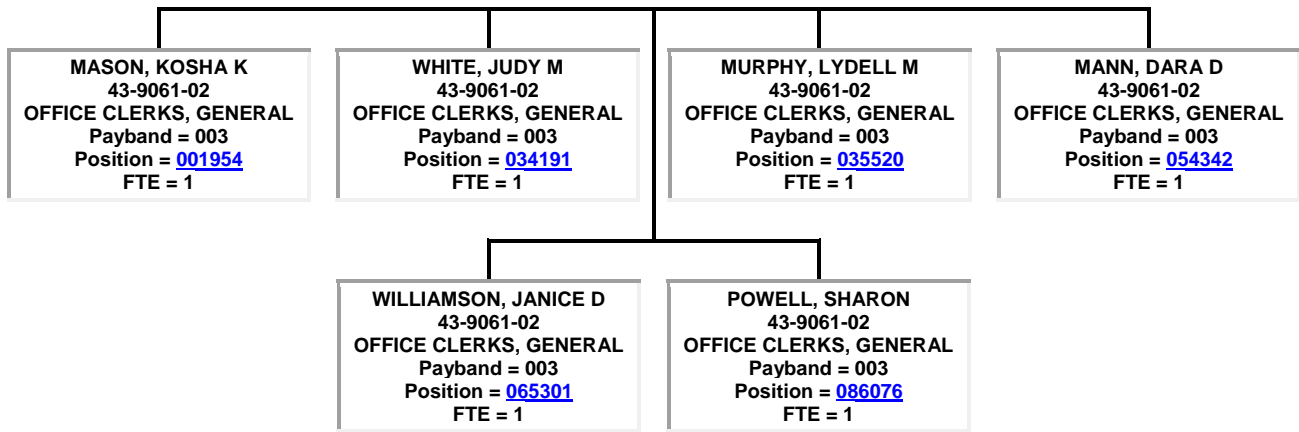 MASON, KOSHA K
43-9061-02
OFFICE CLERKS, GENERAL
Payband = 003
Position = 001954
FTE = 1
WHITE, JUDY M
43-9061-02
OFFICE CLERKS, GENERAL
Payband = 003
Position = 034191
FTE = 1
MURPHY, LYDELL M
43-9061-02
OFFICE CLERKS, GENERAL
Payband = 003
Position = 035520
FTE = 1
MANN, DARA D
43-9061-02
OFFICE CLERKS, GENERAL
Payband = 003
Position = 054342
FTE = 1
WILLIAMSON, JANICE D
43-9061-02
OFFICE CLERKS, GENERAL
Payband = 003
Position = 065301
FTE = 1
POWELL, SHARON
43-9061-02
OFFICE CLERKS, GENERAL
Payband = 003
Position = 086076
FTE = 1